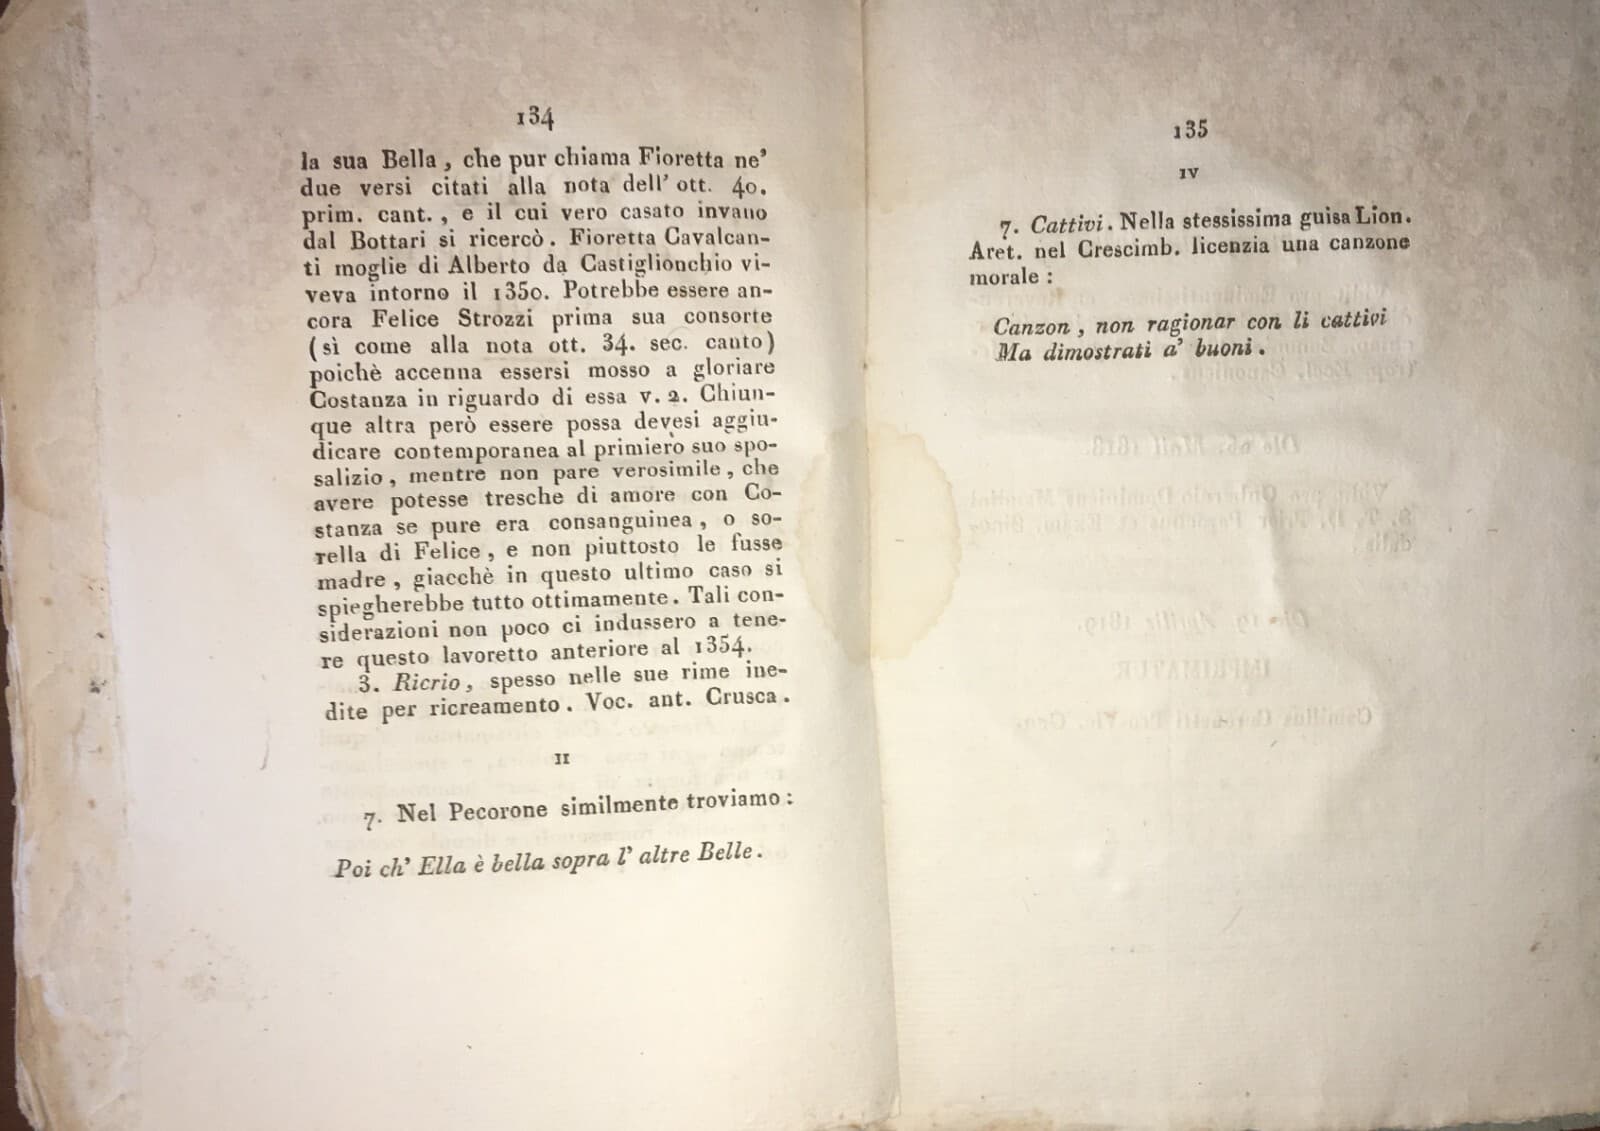 134
la sua Bella , che pur chiama Fioretta ne'
due versi citati alla nota dell' ott. 40.
prim. cant. , e il cui vero casato invano
dal Bottari si ricercò . Fioretta Cavalcan-
ti moglie di Alberto da Castiglionchio vi-
veva intorno il 1350. Potrebbe essere an-
cora Felice Strozzi prima sua consorte
( sì come alla nota ott. 34. sec. canto )
poichè accenna essersi mosso a gloriare
Costanza in riguardo di essa v. 2. Chiun-
que altra però essere possa devesi aggiu-
dicare contemporanea al primiero suo spo-
salizio , mentre non pare verosimile , che
avere potesse tresche di amore con Co-
stanza se pure era consanguinea , o so-
rella di Felice , e non piuttosto le fusse
madre , giacchè in questo ultimo caso si
spiegherebbe tutto ottimamente . Tali con-
siderazioni non poco ci indussero a tene-
re questo lavoretto anteriore al 1354.
3. Ricrio , spesso nelle sue rime ine-
dite per ricreamento . Voc. ant. Crusca .
II
7. Nel Pecorone similmente troviamo :
Poi ch' Ella è bella sopra l' altre Belle .
135
IV
7. Cattivi . Nella stessissima guisa Lion.
Aret. nel Crescimb. licenzia una canzone
morale :
Canzon , non ragionar con li cattivi
Ma dimostrati a' buoni .